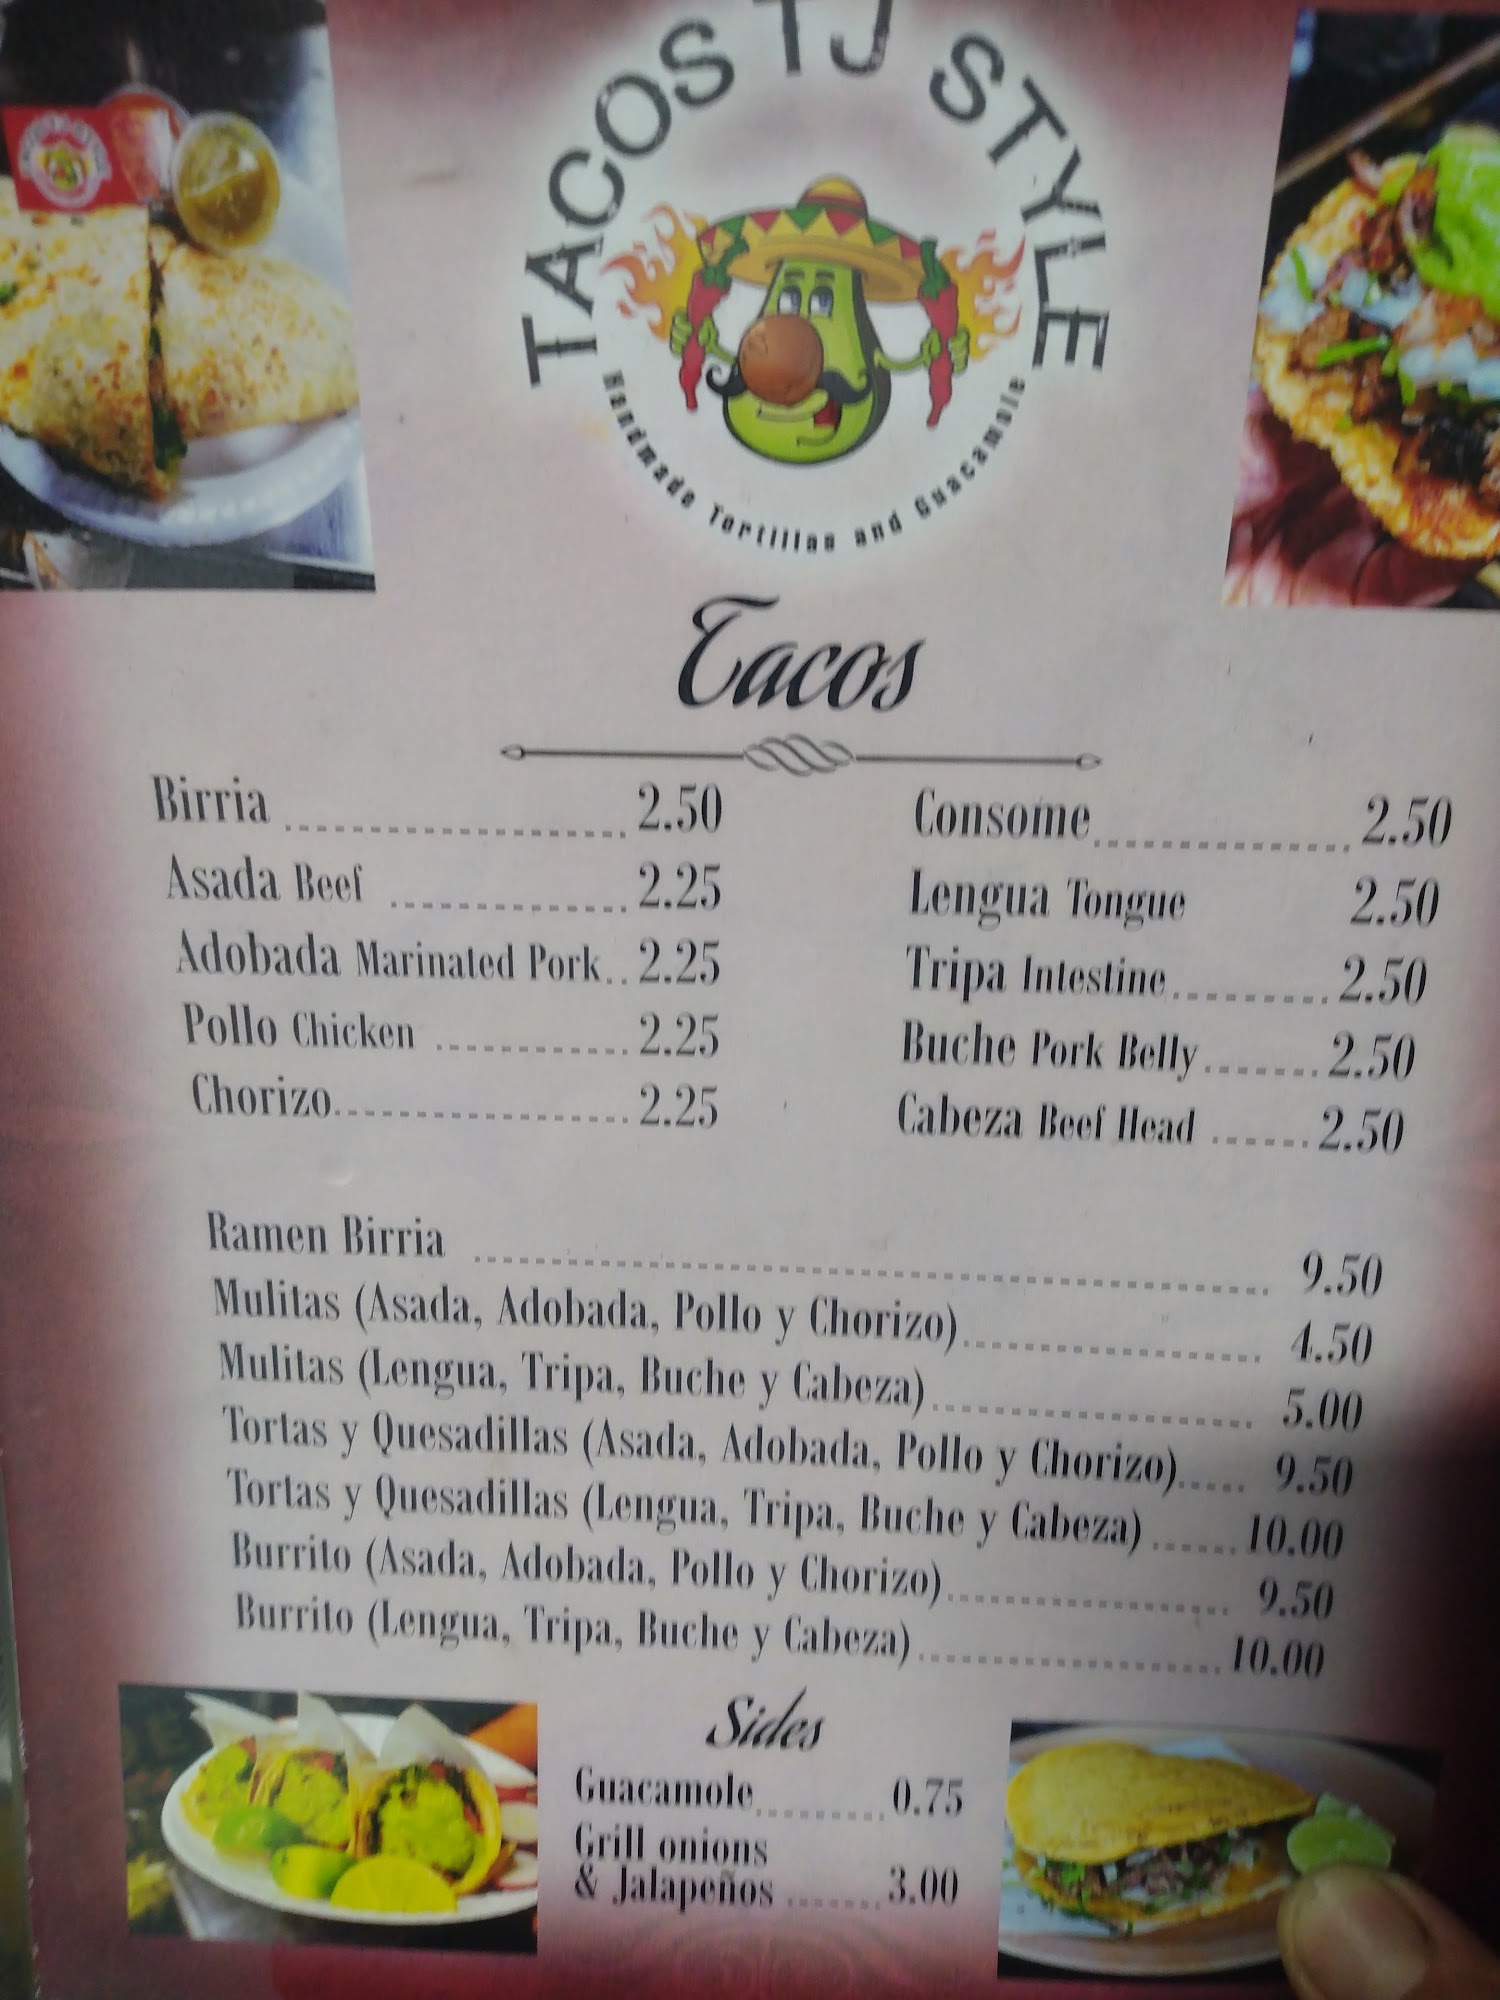 TACOS TJ STYLE
Handmade Tortillas and Guacamole
Tacos
Birria 2.50
Asada Beef 2.25
Adobada Marinated Pork 2.25
Pollo Chicken 2.25
Chorizo 2.25
Consome 2.50
Lengua Tongue 2.50
Tripa Intestine 2.50
Buche Pork Belly 2.50
Cabeza Beef Head 2.50
Ramen Birria 9.50
Mulitas (Asada, Adobada, Pollo y Chorizo) 4.50
Mulitas (Lengua, Tripa, Buche y Cabeza) 5.00
Tortas y Quesadillas (Asada, Adobada, Pollo y Chorizo) 9.50
Tortas y Quesadillas (Lengua, Tripa, Buche y Cabeza) 10.00
Burrito (Asada, Adobada, Pollo y Chorizo) 9.50
Burrito (Lengua, Tripa, Buche y Cabeza) 10.00
Sides
Guacamole 0.75
Grill onions
& Jalapeños 3.00